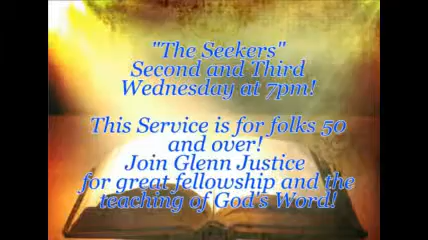 "The Seekers"
Second and Third
Wednesday at 7pm!
This Service is for folks 50
and over!
Join Glenn Justice
for great fellowship and the
teaching of God's Word!